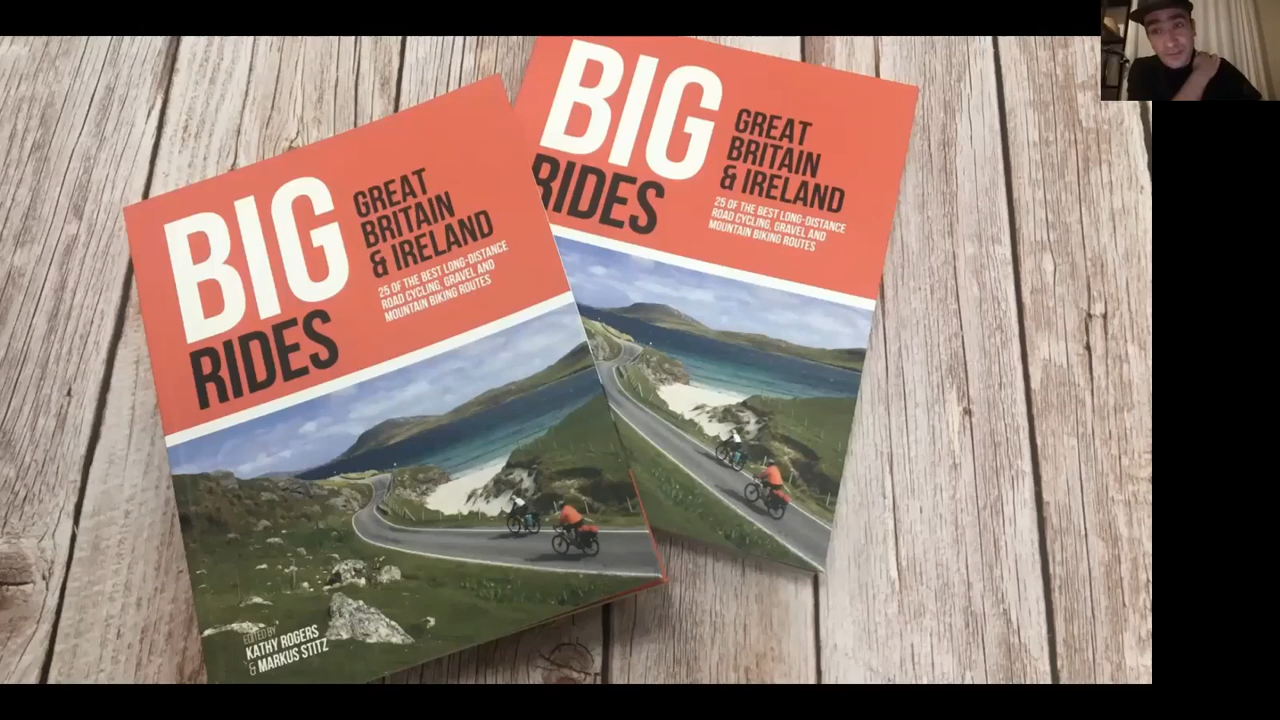 BIG
RIDES
GREAT
BRITAIN
& IRELAND
25 OF THE BEST LONG-DISTANCE
ROAD CYCLING, GRAVEL AND
MOUNTAIN BIKING ROUTES
EDITED BY
KATHY ROGERS
& MARKUS STITZ
BIG
RIDES
GREAT
BRITAIN
& IRELAND
25 OF THE BEST LONG-DISTANCE
ROAD CYCLING, GRAVEL AND
MOUNTAIN BIKING ROUTES